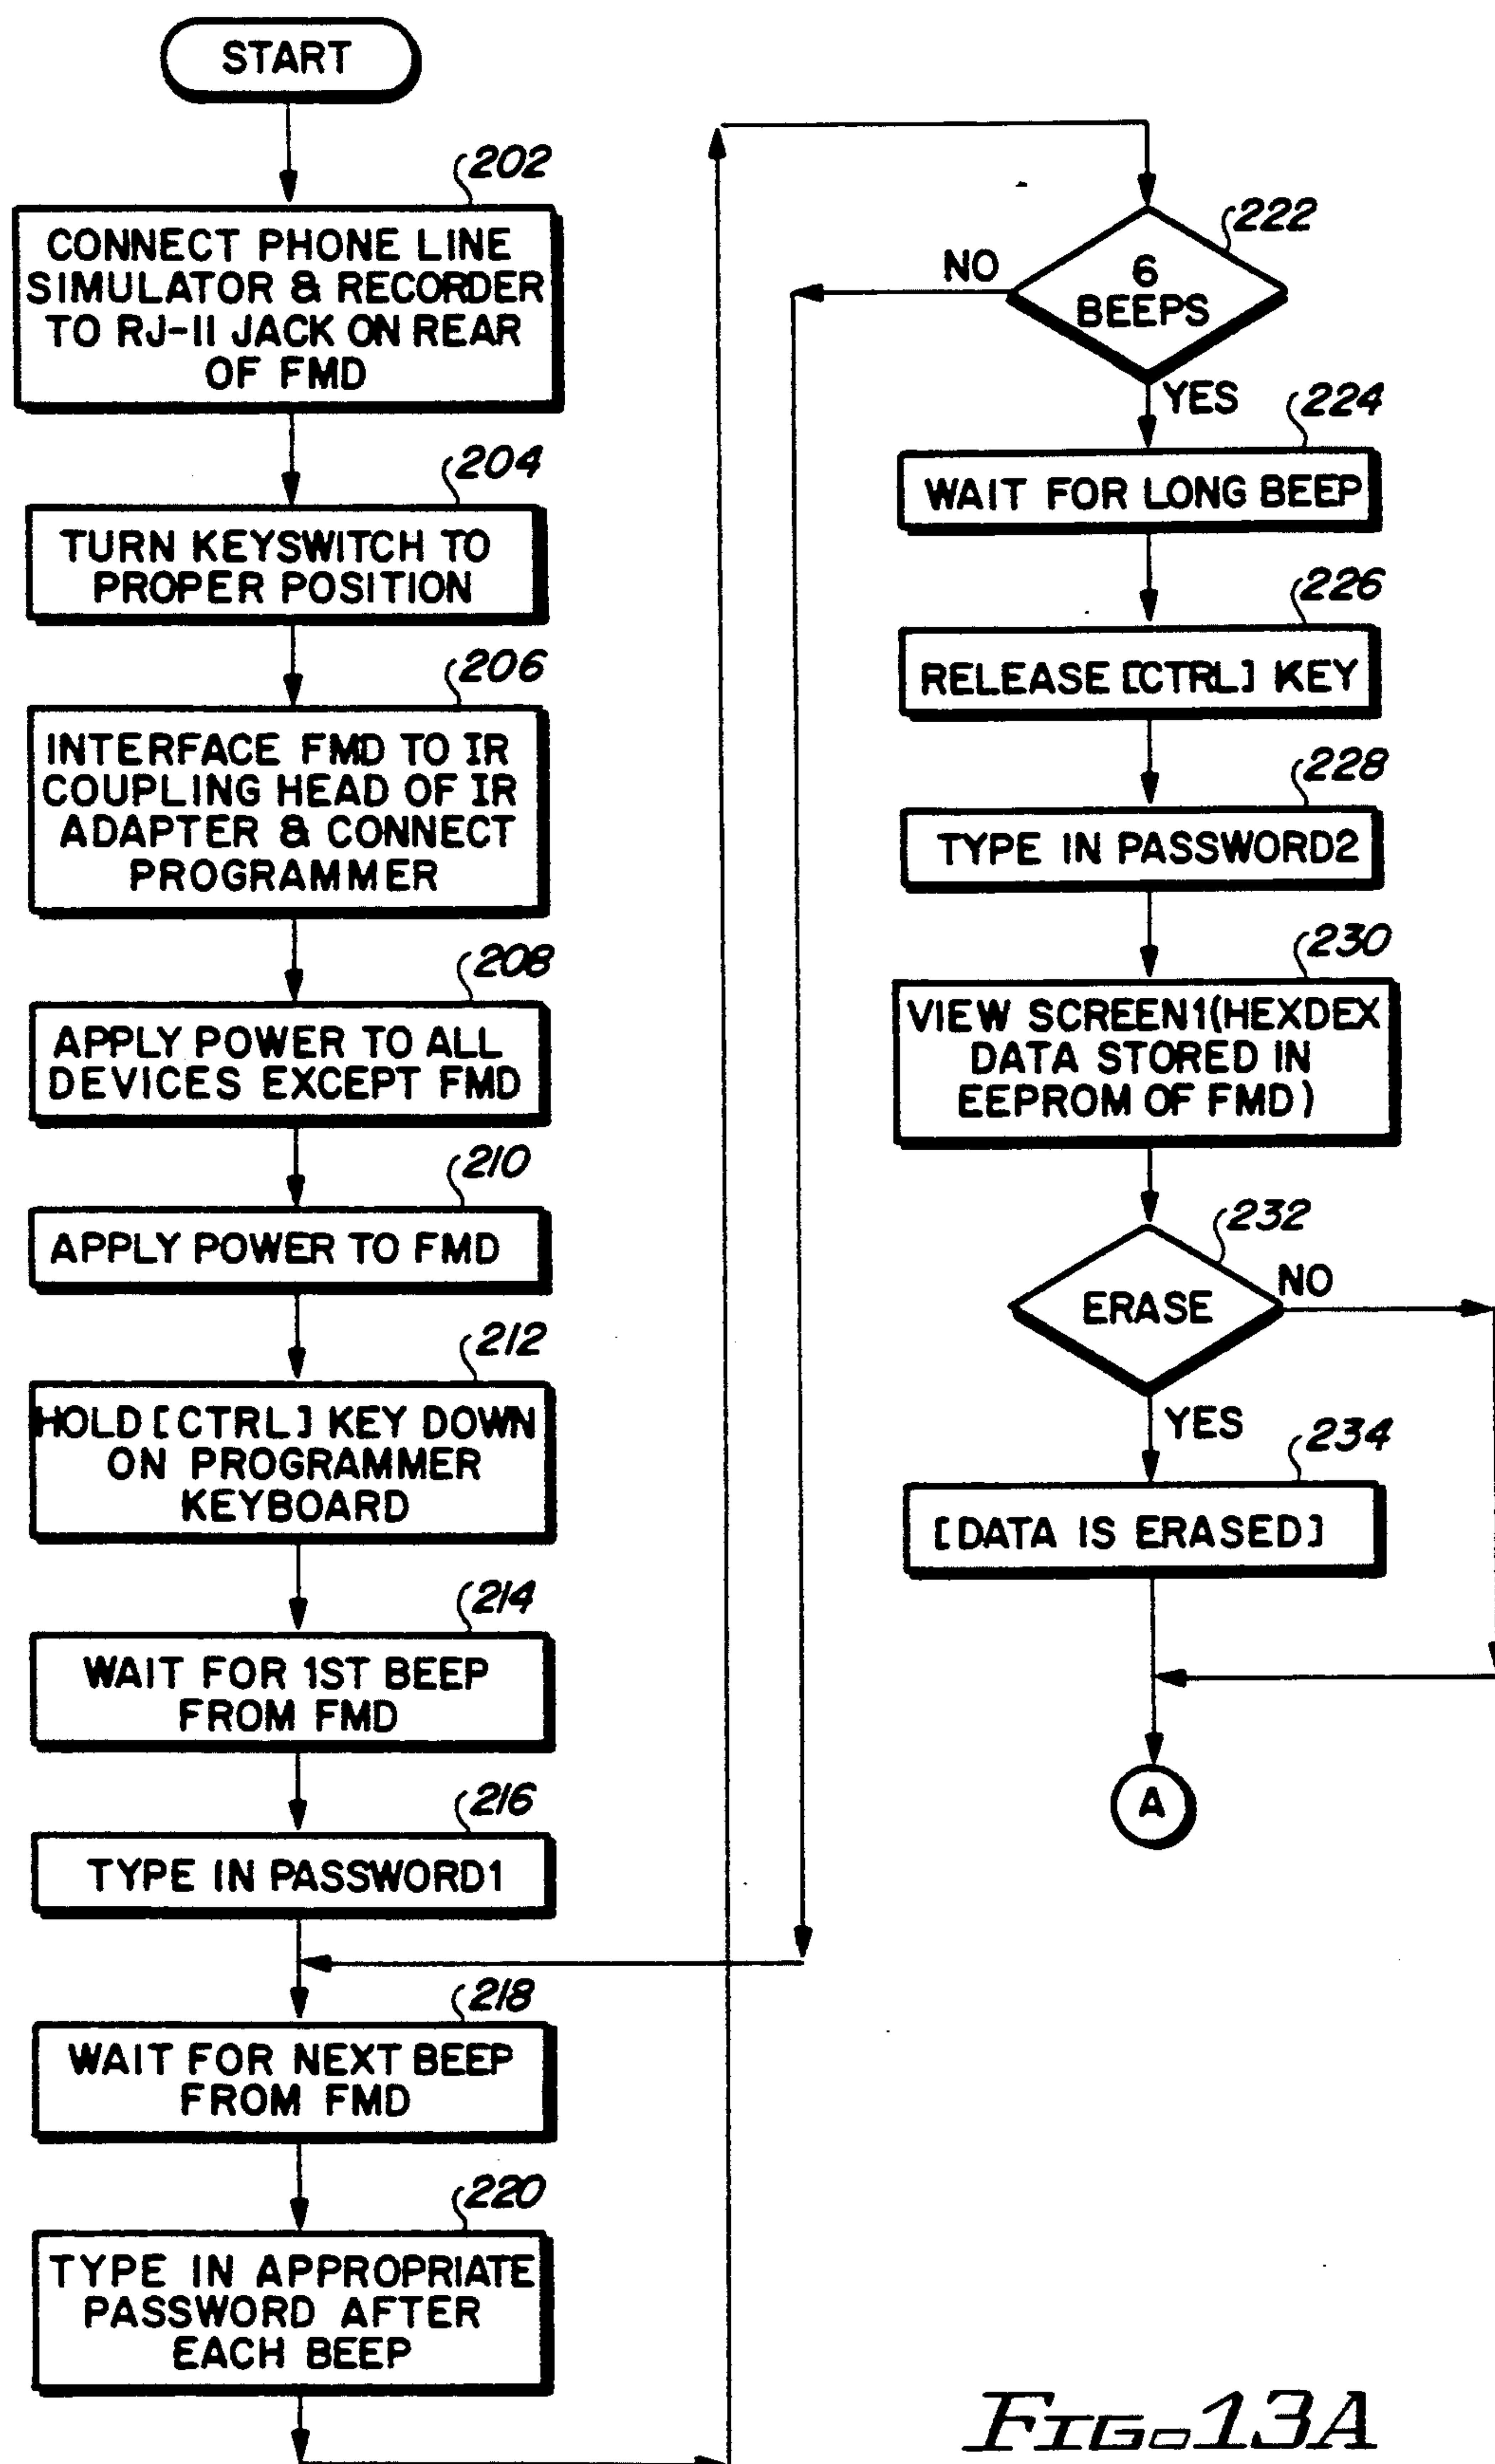 START
202
CONNECT PHONE LINE
SIMULATOR & RECORDER
TO RJ-11 JACK ON REAR
OF FMD
204
TURN KEYSWITCH TO
PROPER POSITION
206
INTERFACE FMD TO IR
COUPLING HEAD OF IR
ADAPTER & CONNECT
PROGRAMMER
208
APPLY POWER TO ALL
DEVICES EXCEPT FMD
210
APPLY POWER TO FMD
212
HOLD [CTRL] KEY DOWN
ON PROGRAMMER
KEYBOARD
214
WAIT FOR 1ST BEEP
FROM FMD
216
TYPE IN PASSWORD1
218
WAIT FOR NEXT BEEP
FROM FMD
220
TYPE IN APPROPRIATE
PASSWORD AFTER
EACH BEEP
222
6
BEEPS
NO
YES
224
WAIT FOR LONG BEEP
226
RELEASE [CTRL] KEY
228
TYPE IN PASSWORD2
230
VIEW SCREEN1(HEXDEX
DATA STORED IN
EEPROM OF FMD)
232
ERASE
NO
YES
234
[DATA IS ERASED]
A
FIG. 13A